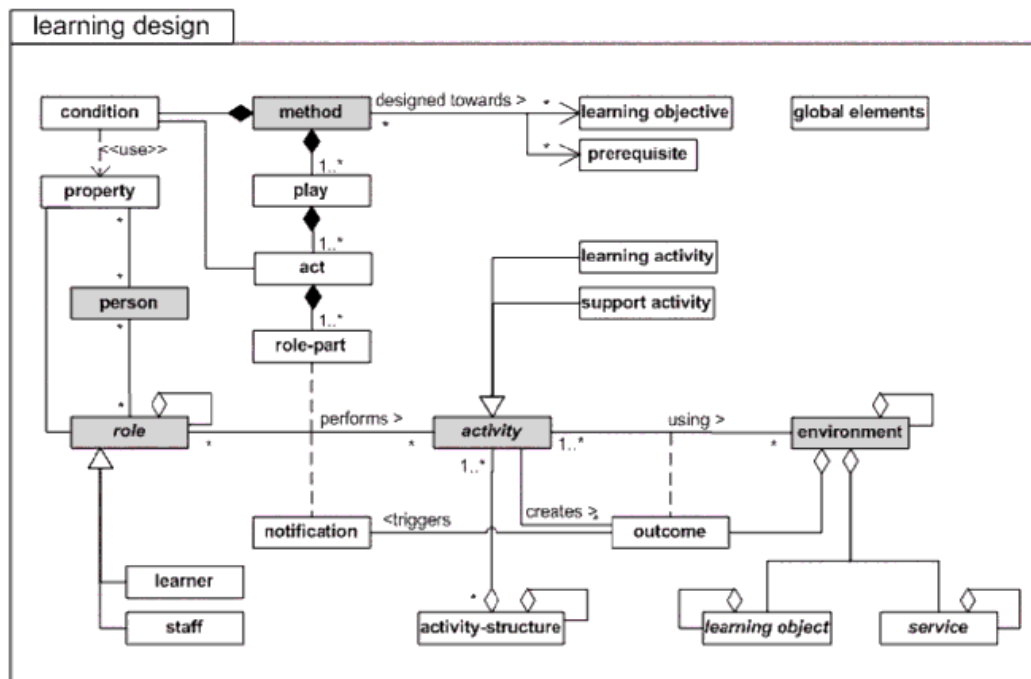 learning design
condition
method
designed towards >
*
*
learning objective
global elements
<<use>>
*
prerequisite
1..*
property
play
*
1..*
act
learning activity
*
person
support activity
*
1..*
role-part
*
role
performs >
activity
using >
environment
*
*
1..*
*
1..*
notification
<triggers
creates >
*
outcome
learner
*
staff
activity-structure
learning object
service